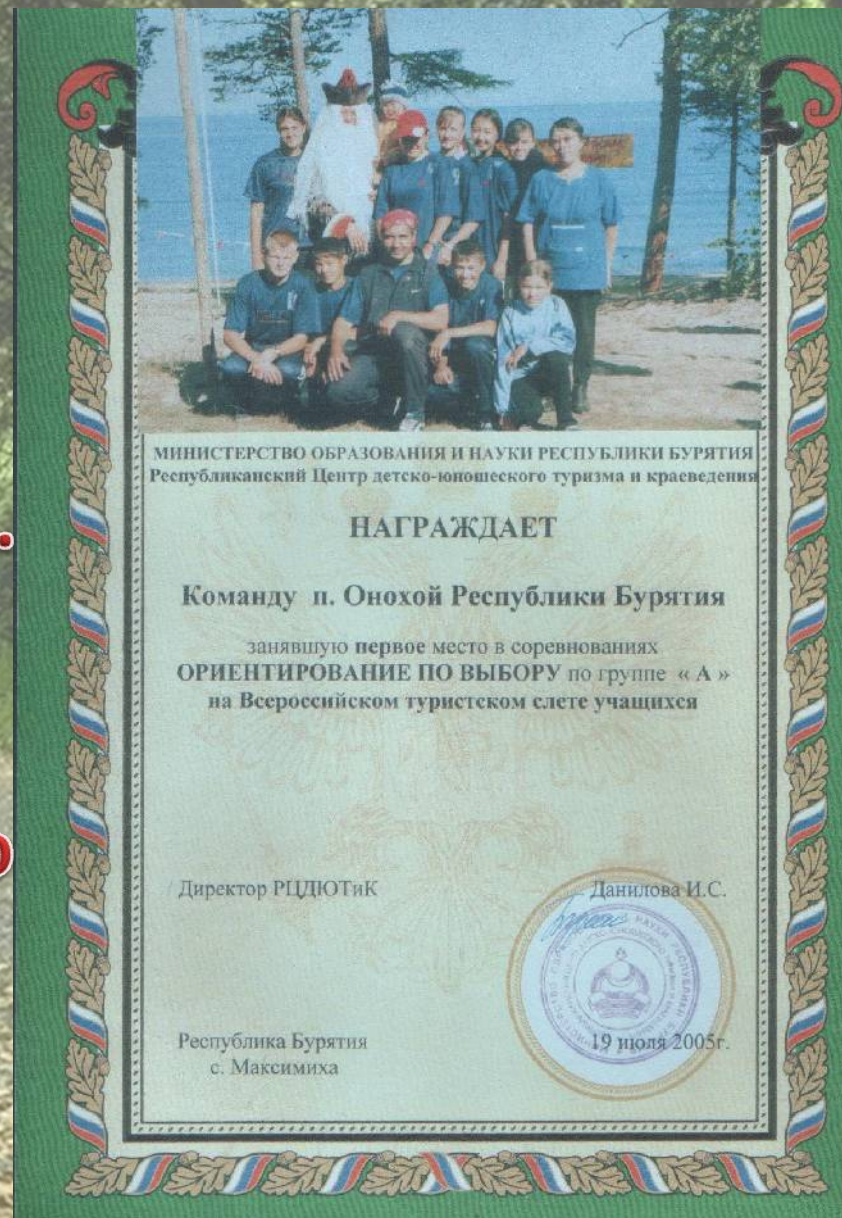 МИНИСТЕРСТВО ОБРАЗОВАНИЯ И НАУКИ РЕСПУБЛИКИ БУРЯТИЯ
Республиканский Центр детско-юношеского туризма и краеведения
НАГРАЖДАЕТ
Команду п. Онохой Республики Бурятия
занявшую первое место в соревнованиях
ОРИЕНТИРОВАНИЕ ПО ВЫБОРУ по группе « А »
на Всероссийском туристском слете учащихся
Директор РЦДЮТиК Данилова И.С.
Республика Бурятия 19 июля 2005г.
с. Максимиха